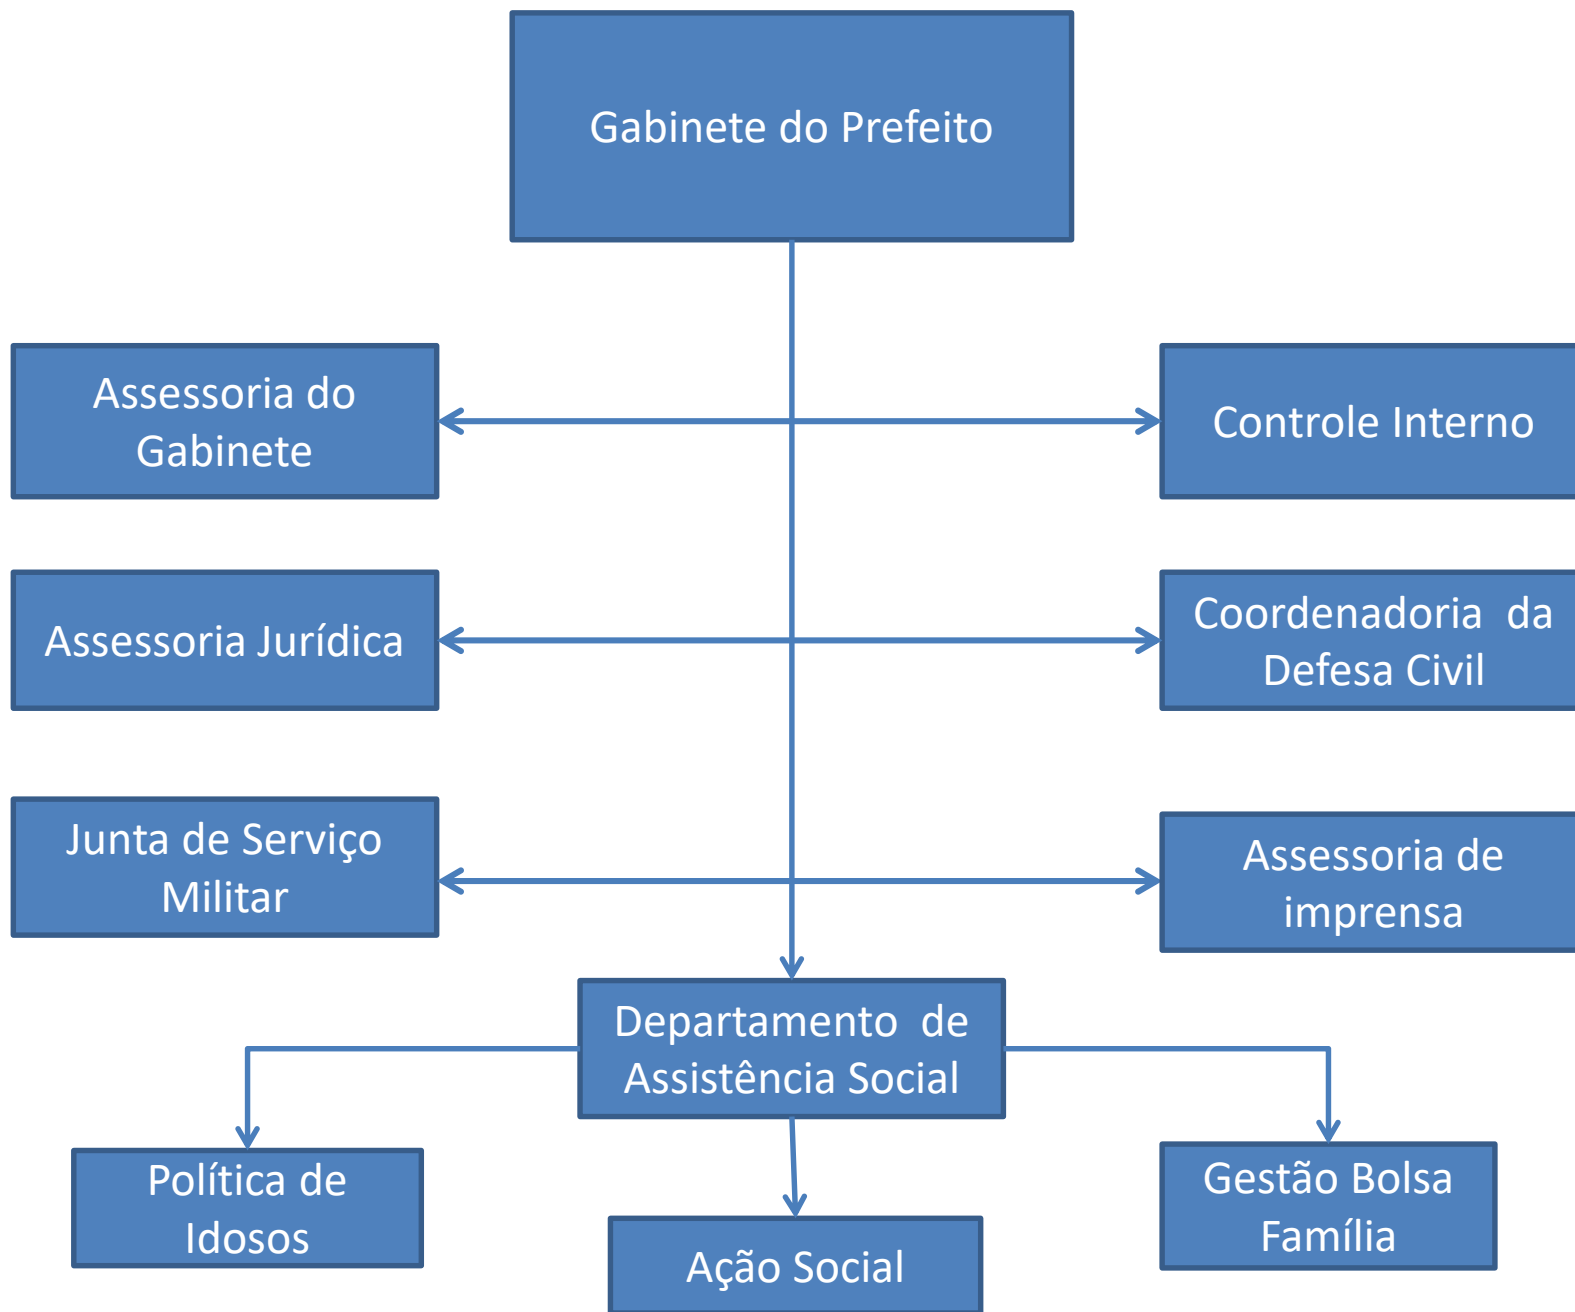 Gabinete do Prefeito
Assessoria do
Gabinete
Controle Interno
Assessoria Jurídica
Coordenadoria  da
Defesa Civil
Junta de Serviço
Militar
Assessoria de
imprensa
Departamento  de
Assistência Social
Política de
Idosos
Ação Social
Gestão Bolsa
Família